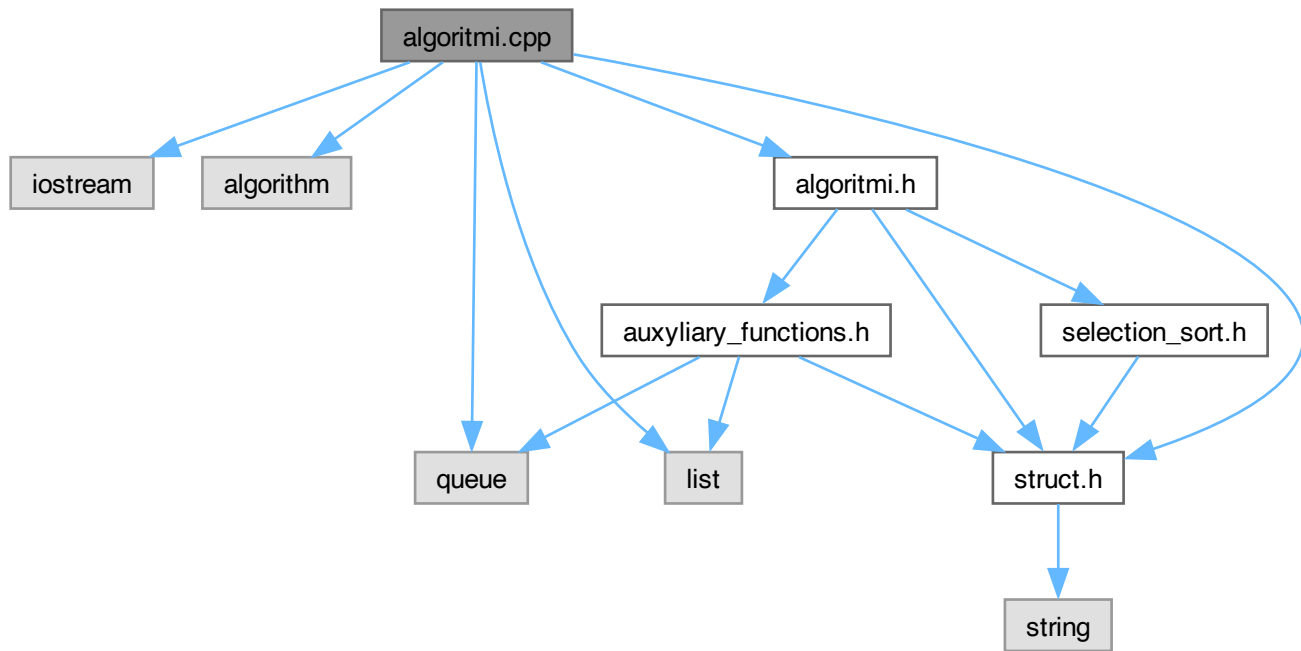 algoritmi.cpp
iostream
algorithm
algoritmi.h
auxyliary_functions.h
selection_sort.h
queue
list
struct.h
string